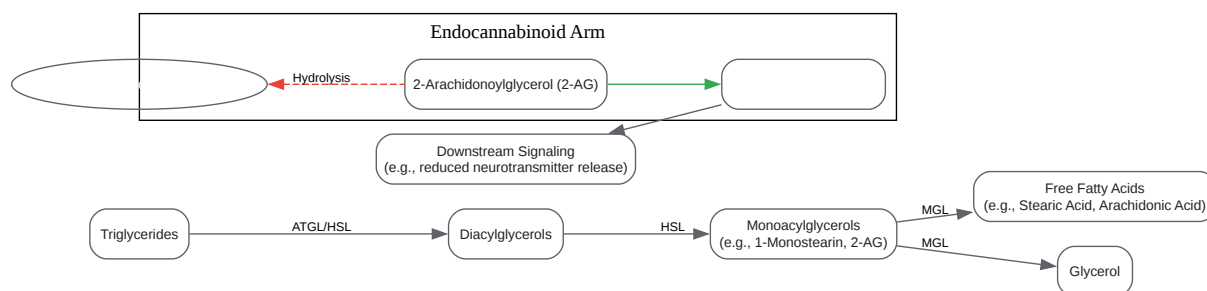 Endocannabinoid Arm
Hydrolysis
2-Arachidonoylglycerol (2-AG)
Downstream Signaling
(e.g., reduced neurotransmitter release)
Free Fatty Acids
(e.g., Stearic Acid, Arachidonic Acid)
MGL
Triglycerides
ATGL/HSL
Diacylglycerols
HSL
Monoacylglycerols
(e.g., 1-Monostearin, 2-AG)
MGL
Glycerol